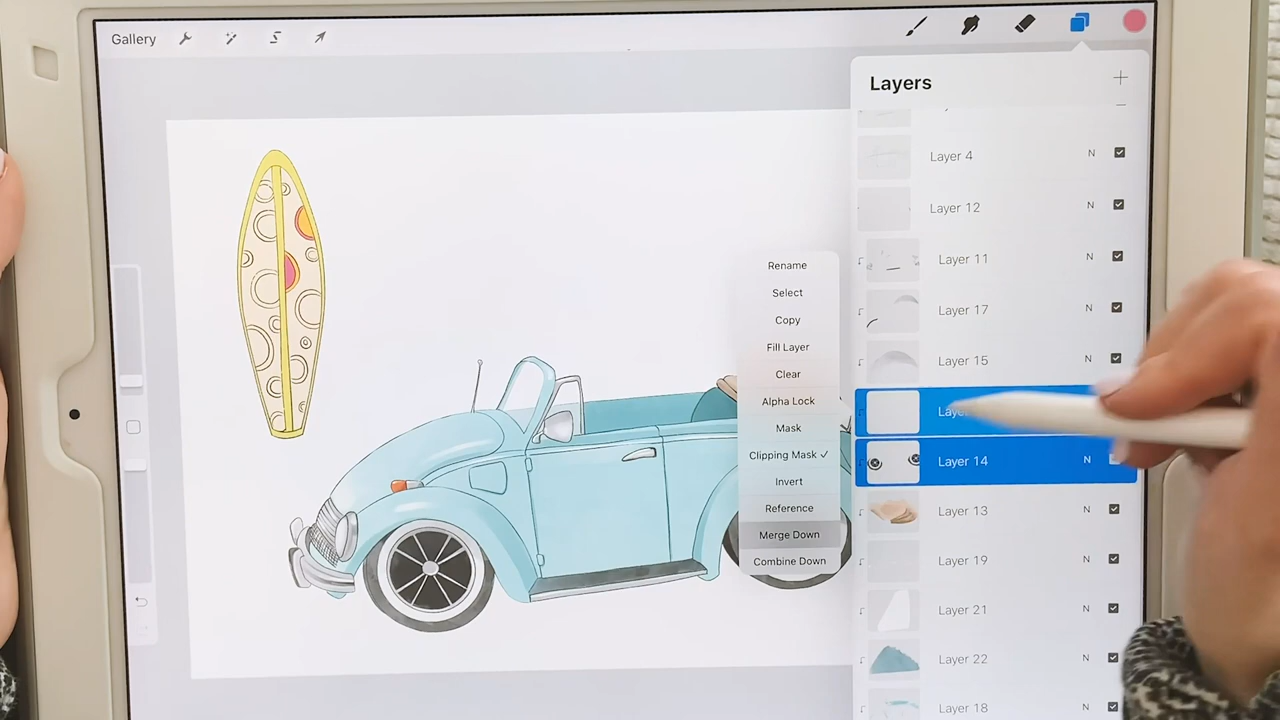 Gallery
Layers
Layer 4 N
Layer 12 N
Layer 11 N
Layer 17 N
Layer 15 N
Layer 14 N
Layer 13 N
Layer 19 N
Layer 21 N
Layer 22 N
Layer 18 N
Rename
Select
Copy
Fill Layer
Clear
Alpha Lock
Mask
Clipping Mask
Invert
Reference
Merge Down
Combine Down